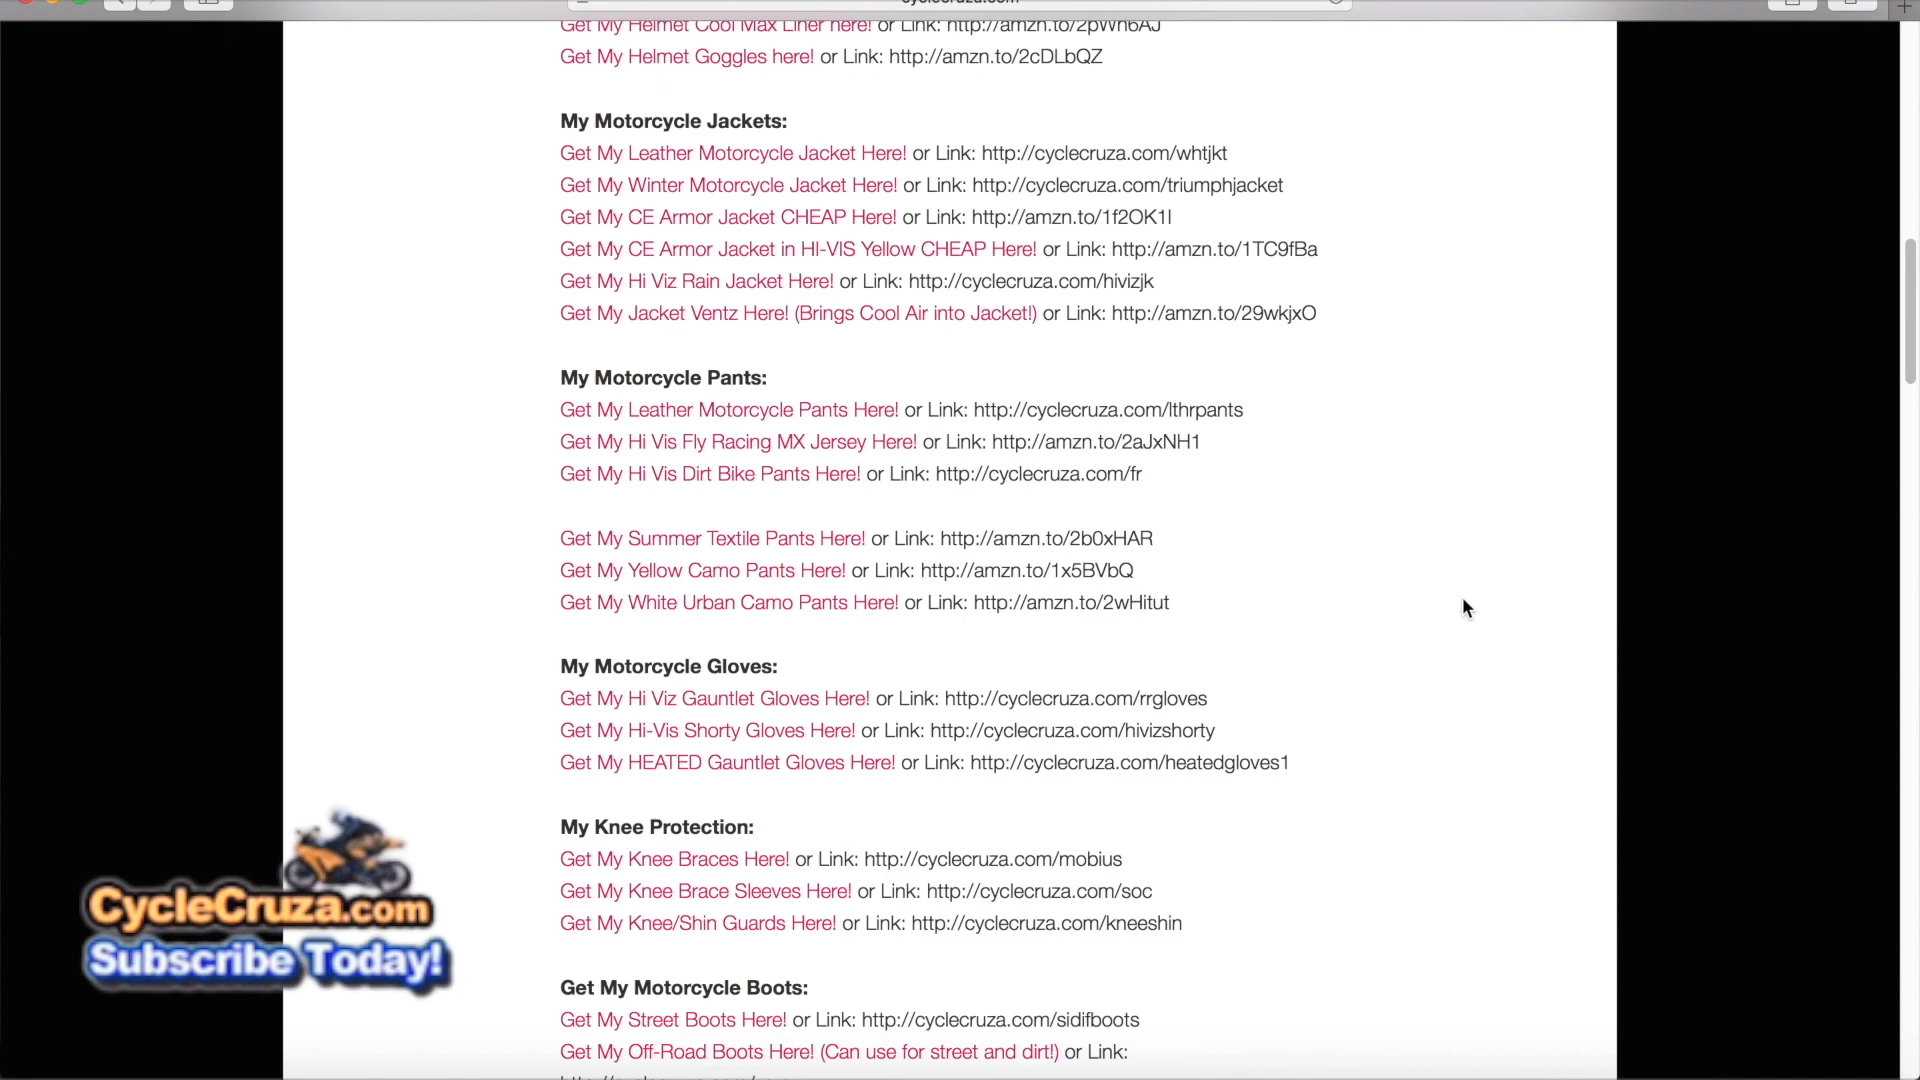 cyclecruza.com
Get My Helmet Cool Max Liner here! or Link: http://amzn.to/2pWh6AJ
Get My Helmet Goggles here! or Link: http://amzn.to/2cDLbQZ
My Motorcycle Jackets:
Get My Leather Motorcycle Jacket Here! or Link: http://cyclecruza.com/whtjkt
Get My Winter Motorcycle Jacket Here! or Link: http://cyclecruza.com/triumphjacket
Get My CE Armor Jacket CHEAP Here! or Link: http://amzn.to/1f2OK1l
Get My CE Armor Jacket in HI-VIS Yellow CHEAP Here! or Link: http://amzn.to/1TC9fBa
Get My Hi Viz Rain Jacket Here! or Link: http://cyclecruza.com/hivizjk
Get My Jacket Ventz Here! (Brings Cool Air into Jacket!) or Link: http://amzn.to/29wkjxO
My Motorcycle Pants:
Get My Leather Motorcycle Pants Here! or Link: http://cyclecruza.com/lthrpants
Get My Hi Vis Fly Racing MX Jersey Here! or Link: http://amzn.to/2aJxNH1
Get My Hi Vis Dirt Bike Pants Here! or Link: http://cyclecruza.com/fr
Get My Summer Textile Pants Here! or Link: http://amzn.to/2b0xHAR
Get My Yellow Camo Pants Here! or Link: http://amzn.to/1x5BVbQ
Get My White Urban Camo Pants Here! or Link: http://amzn.to/2wHitut
My Motorcycle Gloves:
Get My Hi Viz Gauntlet Gloves Here! or Link: http://cyclecruza.com/rrgloves
Get My Hi-Vis Shorty Gloves Here! or Link: http://cyclecruza.com/hivizshorty
Get My HEATED Gauntlet Gloves Here! or Link: http://cyclecruza.com/heatedgloves1
My Knee Protection:
Get My Knee Braces Here! or Link: http://cyclecruza.com/mobius
Get My Knee Brace Sleeves Here! or Link: http://cyclecruza.com/soc
Get My Knee/Shin Guards Here! or Link: http://cyclecruza.com/kneeshin
Get My Motorcycle Boots:
Get My Street Boots Here! or Link: http://cyclecruza.com/sidifboots
Get My Off-Road Boots Here! (Can use for street and dirt!) or Link:
CycleCruza.com
Subscribe Today!